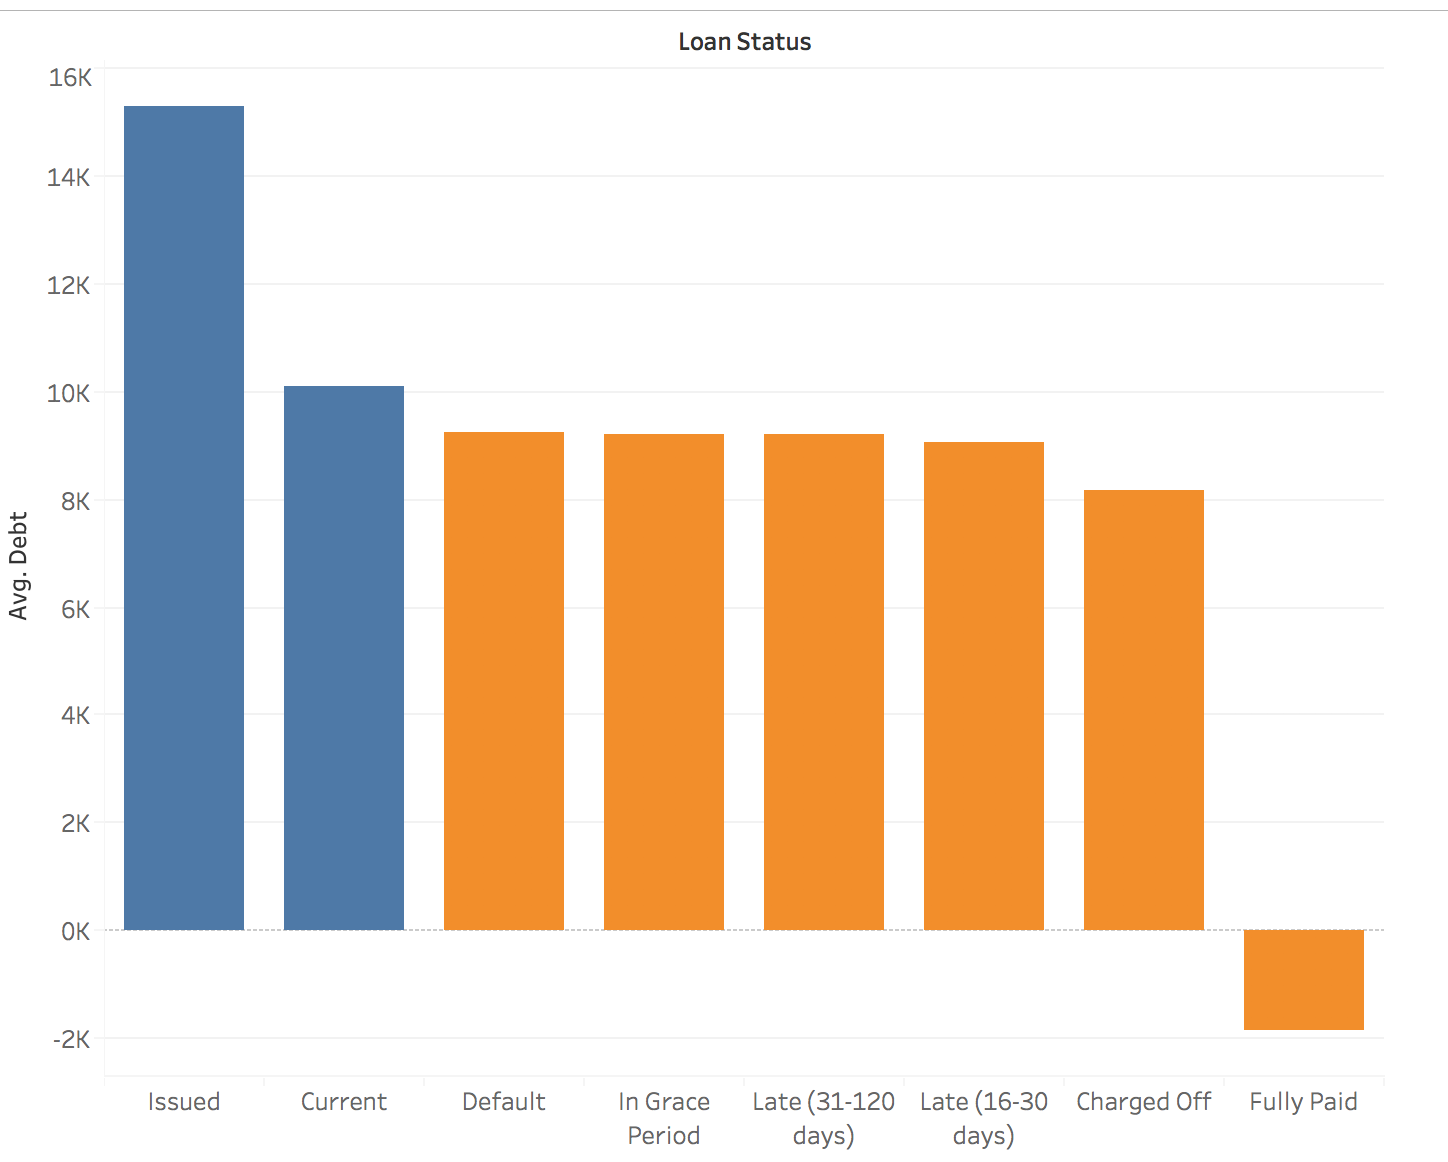 Loan Status
16K
14K
12K
10K
8K
6K
4K
2K
0K
-2K
Avg. Debt
Issued
Current
Default
In Grace
Period
Late (31-120
days)
Late (16-30
days)
Charged Off
Fully Paid